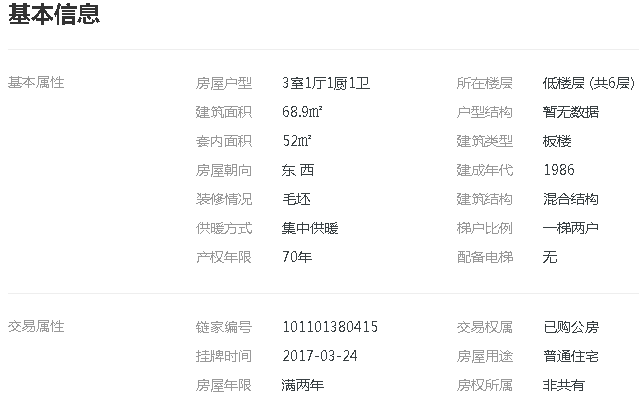 基本信息
基本属性 房屋户型 3室1厅1厨1卫 所在楼层 低楼层 (共6层)
建筑面积 68.9㎡ 户型结构 暂无数据
套内面积 52㎡ 建筑类型 板楼
房屋朝向 东 西 建成年代 1986
装修情况 毛坯 建筑结构 混合结构
供暖方式 集中供暖 梯户比例 一梯两户
产权年限 70年 配备电梯 无
交易属性 链家编号 101101380415 交易权属 已购公房
挂牌时间 2017-03-24 房屋用途 普通住宅
房屋年限 满两年 房权所属 非共有